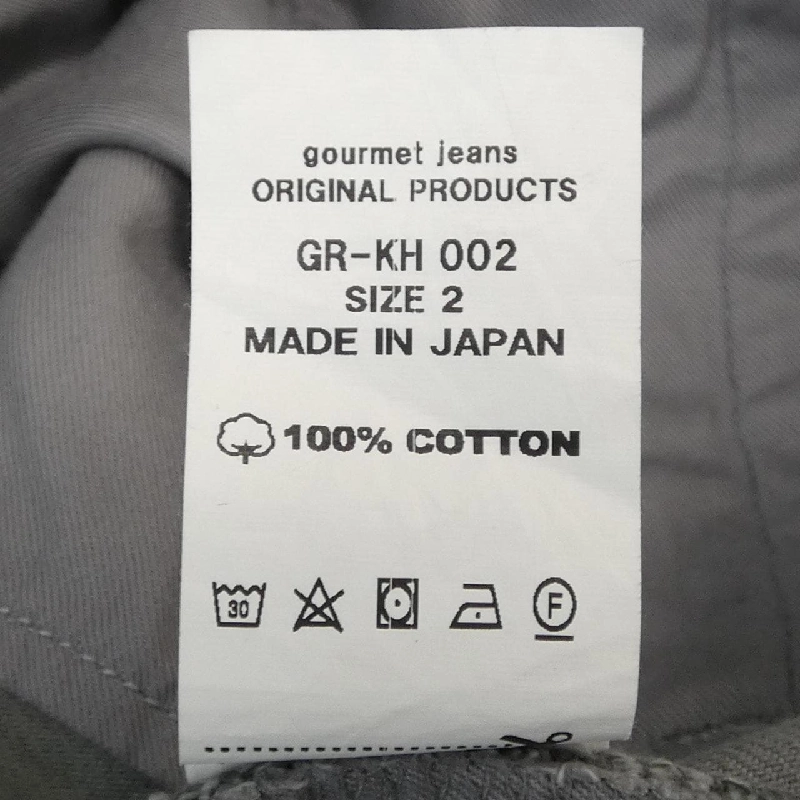 gourmet jeans
ORIGINAL PRODUCTS
GR-KH 002
SIZE 2
MADE IN JAPAN
100% COTTON
30
F